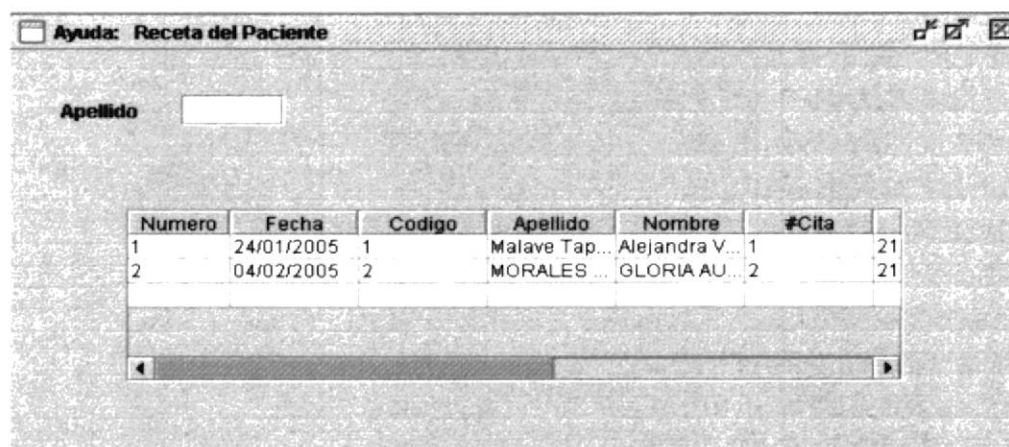 Ayuda: Receta del Paciente
Apellido
Numero Fecha Codigo Apellido Nombre #Cita
1 24/01/2005 1 Malave Tap... Alejandra V... 1 21
2 04/02/2005 2 MORALES ... GLORIA AU... 2 21